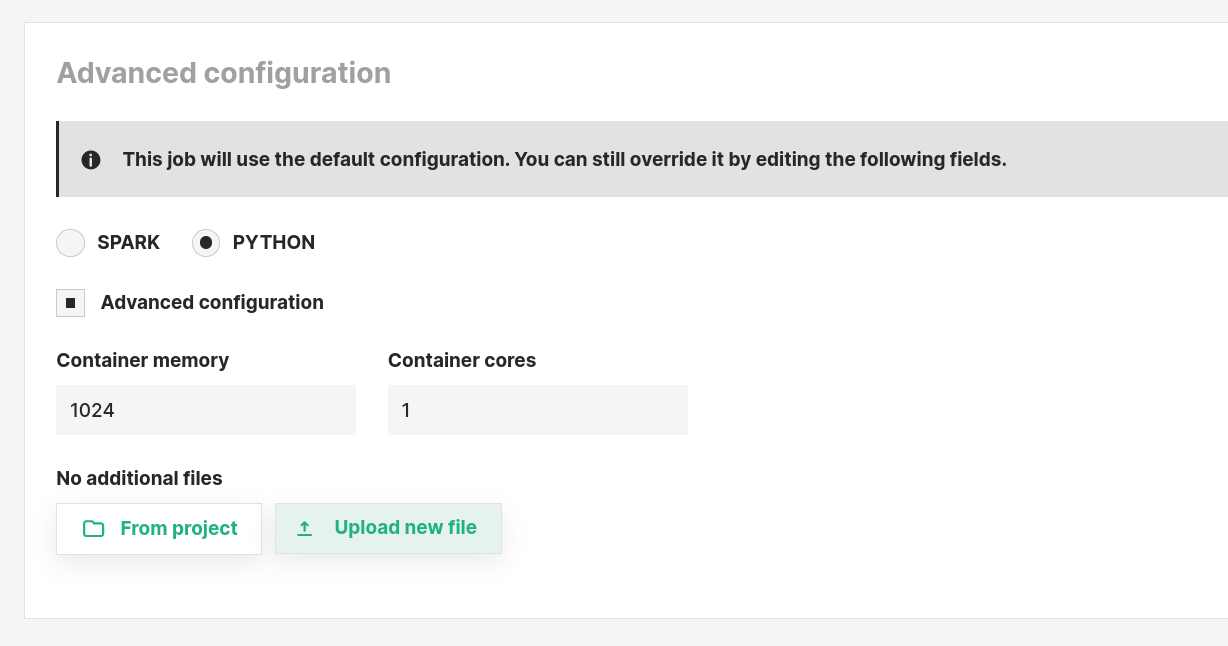 Advanced configuration
This job will use the default configuration. You can still override it by editing the following fields.
SPARK PYTHON
Advanced configuration
Container memory Container cores
1024 1
No additional files
From project Upload new file